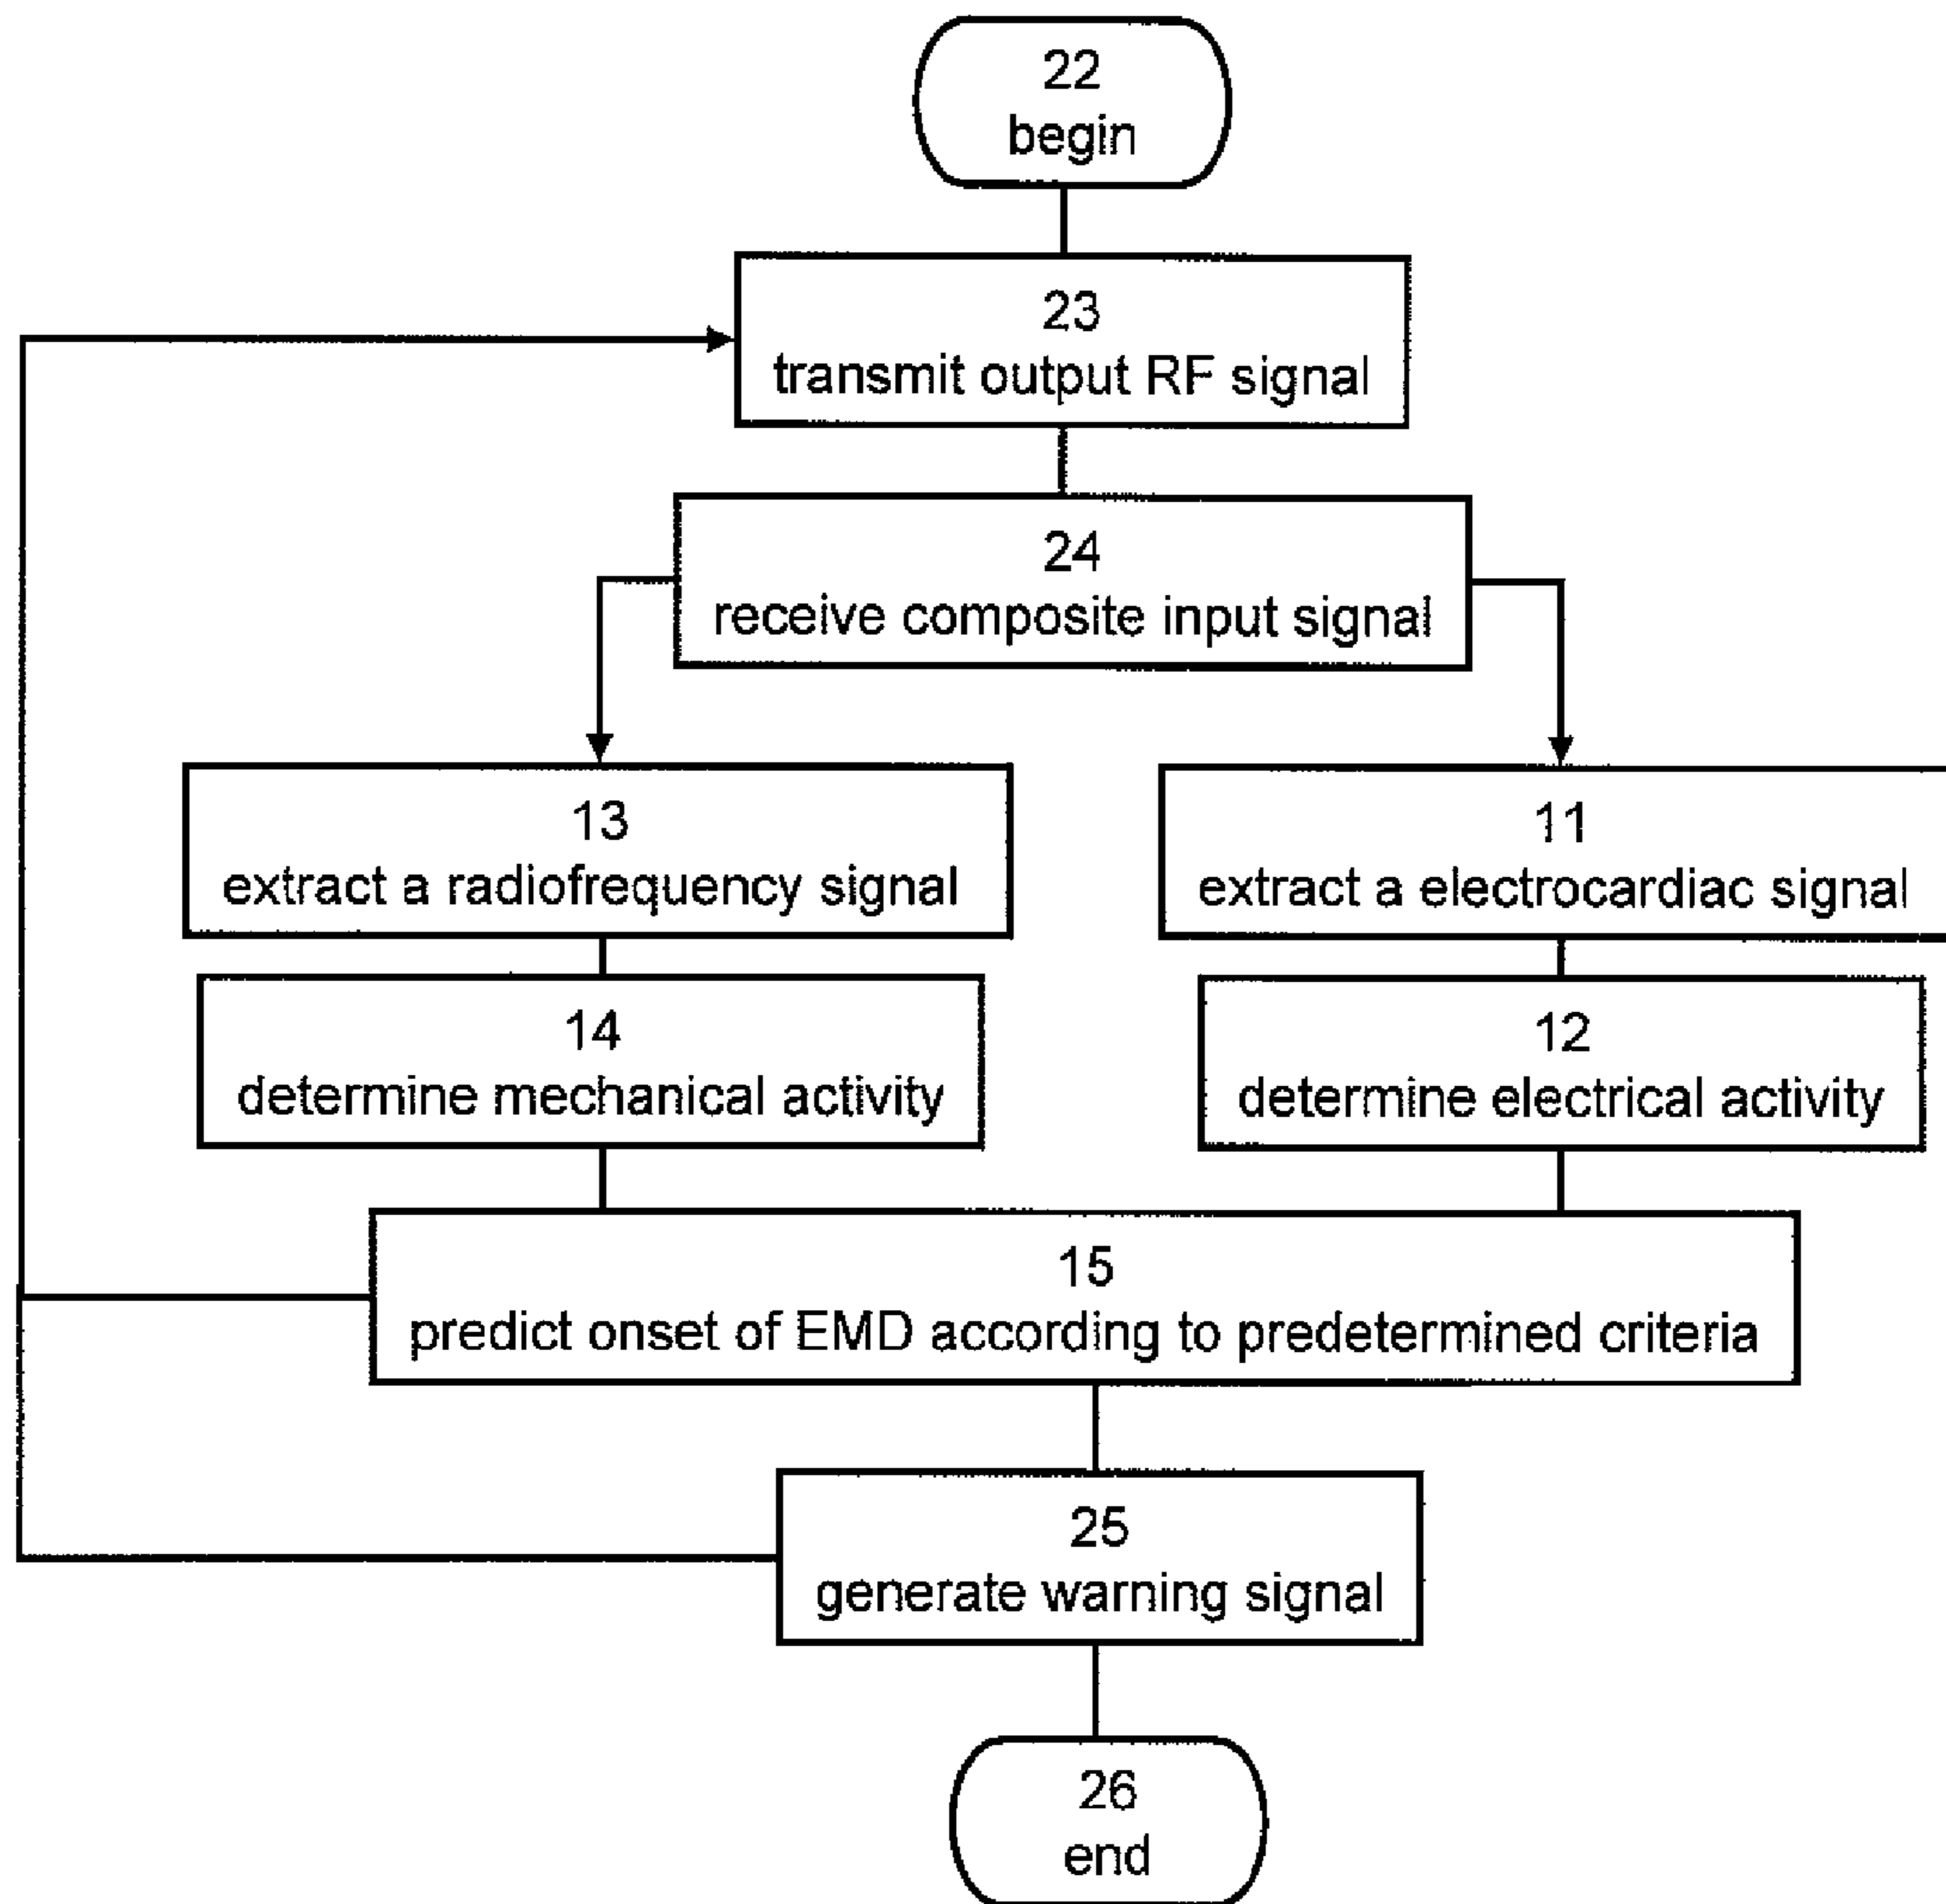 22
begin
23
transmit output RF signal
24
receive composite input signal
13
extract a radiofrequency signal
11
extract a electrocardiac signal
14
determine mechanical activity
12
determine electrical activity
15
predict onset of EMD according to predetermined criteria
25
generate warning signal
26
end